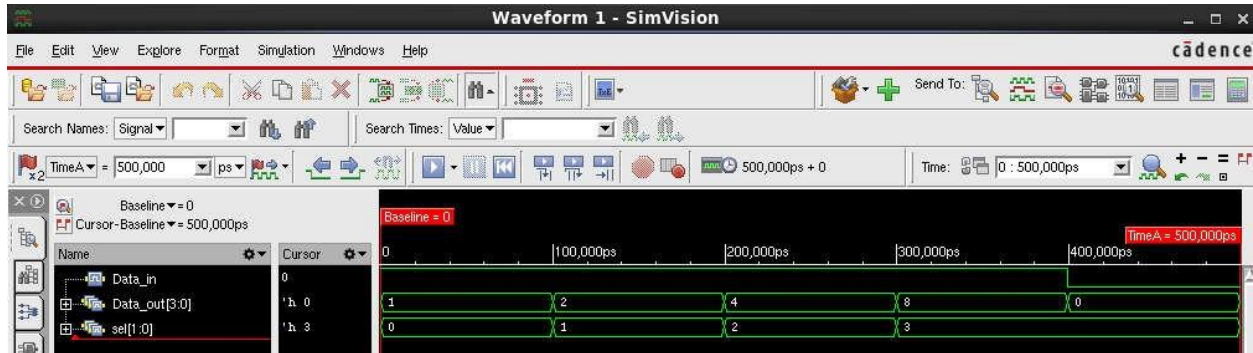 Waveform 1 - SimVision
File Edit View Explore Format Simulation Windows Help cādence
Send To:
Search Names: Signal Search Times: Value
x2 TimeA = 500,000 ps 500,000ps + 0 Time: 0 : 500,000ps
Baseline = 0
Cursor-Baseline = 500,000ps
Baseline = 0
TimeA = 500,000ps
Name Cursor 0 100,000ps 200,000ps 300,000ps 400,000ps
Data_in 0
Data_out[3:0] 'h 0 1 2 4 8 0
sel[1:0] 'h 3 0 1 2 3